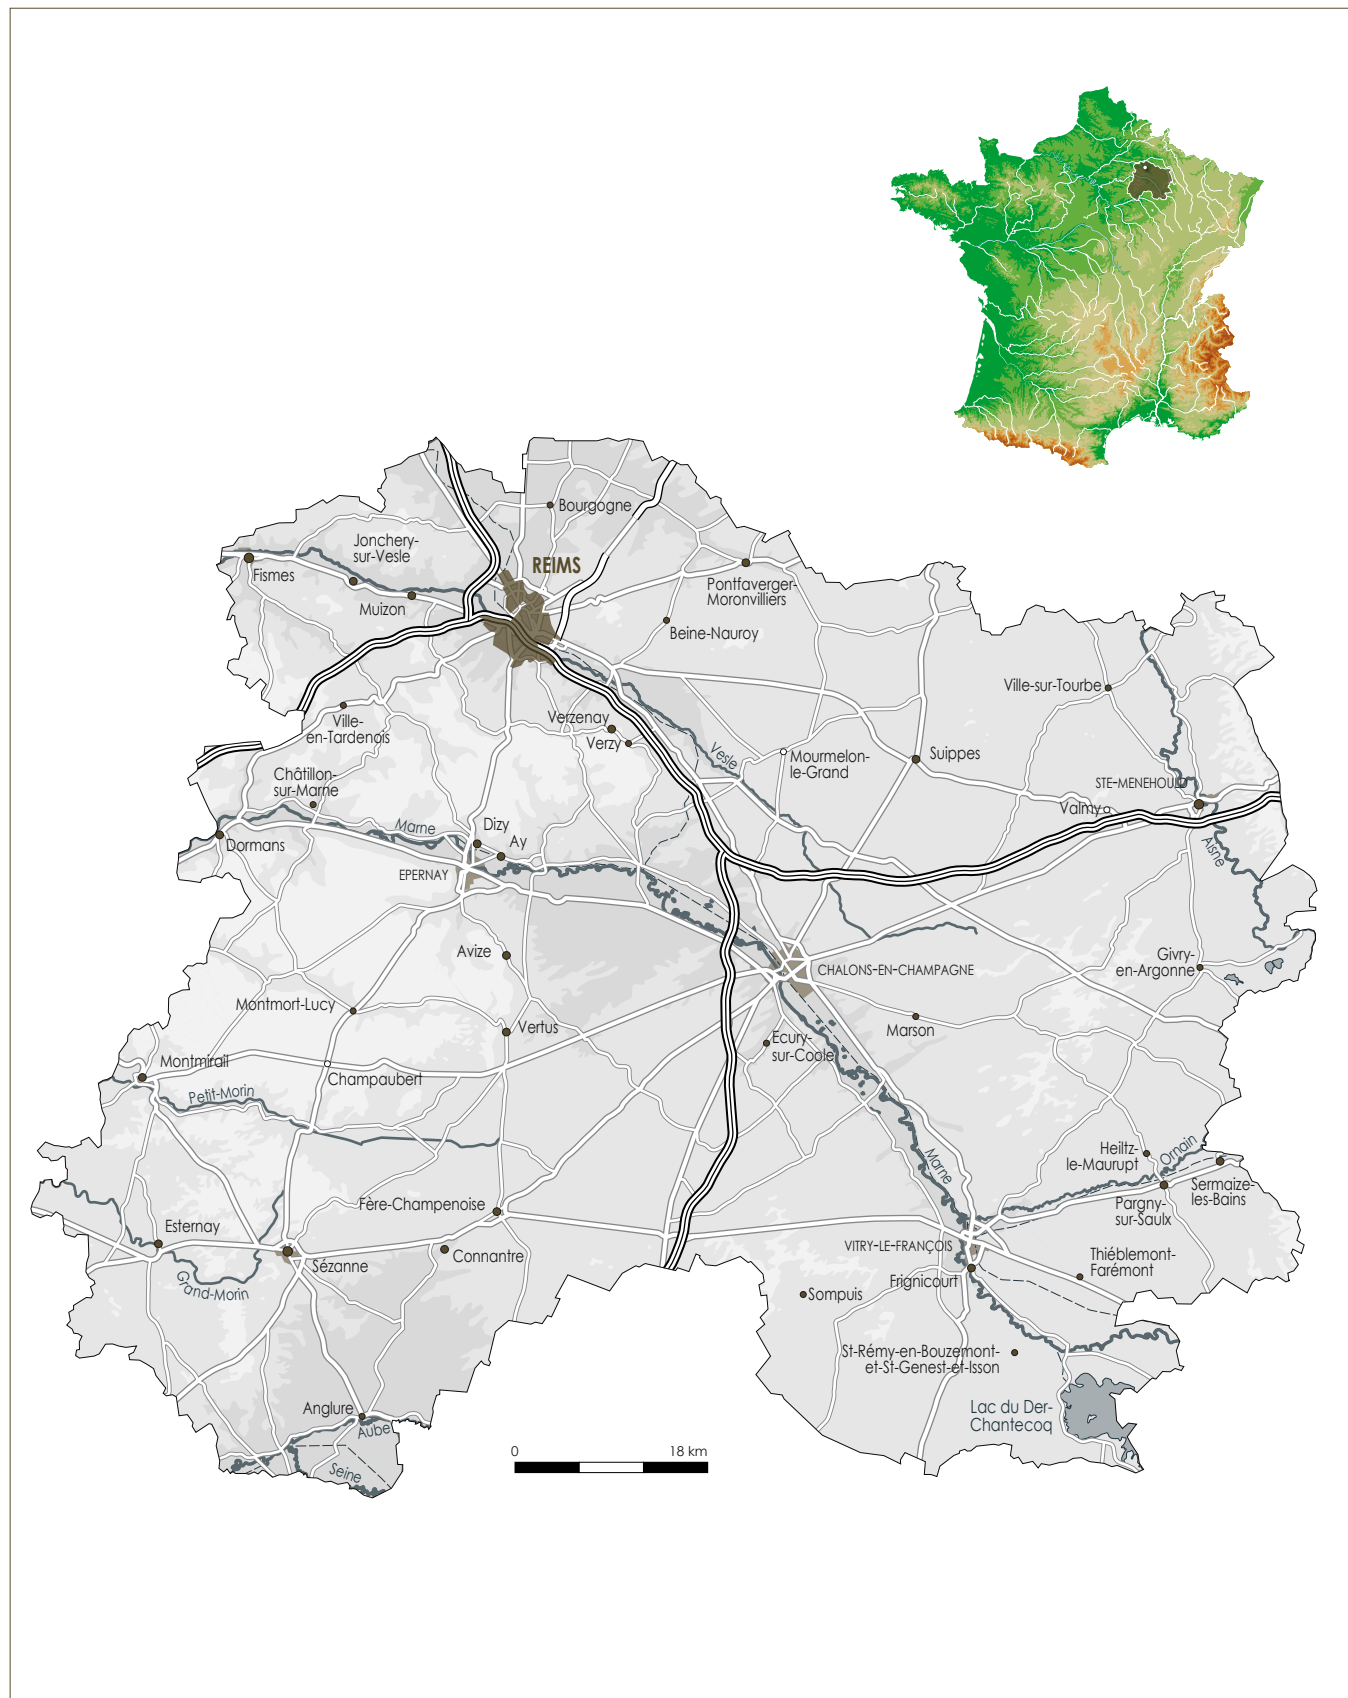 Bourgogne
Jonchery-
sur-Vesle
REIMS
Fismes
Pontfaverger-
Moronvilliers
Muizon
Beine-Nauroy
Ville-sur-Tourbe
Ville-
en-Tardenois
Verzenay
Verzy
Vesle
Mourmelon-
le-Grand
Suippes
Châtillon-
sur-Marne
STE-MENEHOULD
Valmy
Marne
Dizy
Ay
Dormans
Aisne
EPERNAY
Avize
CHALONS-EN-CHAMPAGNE
Givry-
en-Argonne
Montmort-Lucy
Vertus
Marson
Ecury-
sur-Coole
Montmirail
Champaubert
Petit-Morin
Marne
Heiltz-
le-Maurupt
Ornain
Sermaize-
les-Bains
Pargny-
sur-Saulx
Fère-Champenoise
Esternay
Connantre
VITRY-LE-FRANÇOIS
Thiéblemont-
Farémont
Sézanne
Grand-Morin
Frignicourt
Sompuis
St-Rémy-en-Bouzemont-
et-St-Genest-et-Isson
Anglure
Aube
Lac du Der-
Chantecoq
Seine
0 18 km